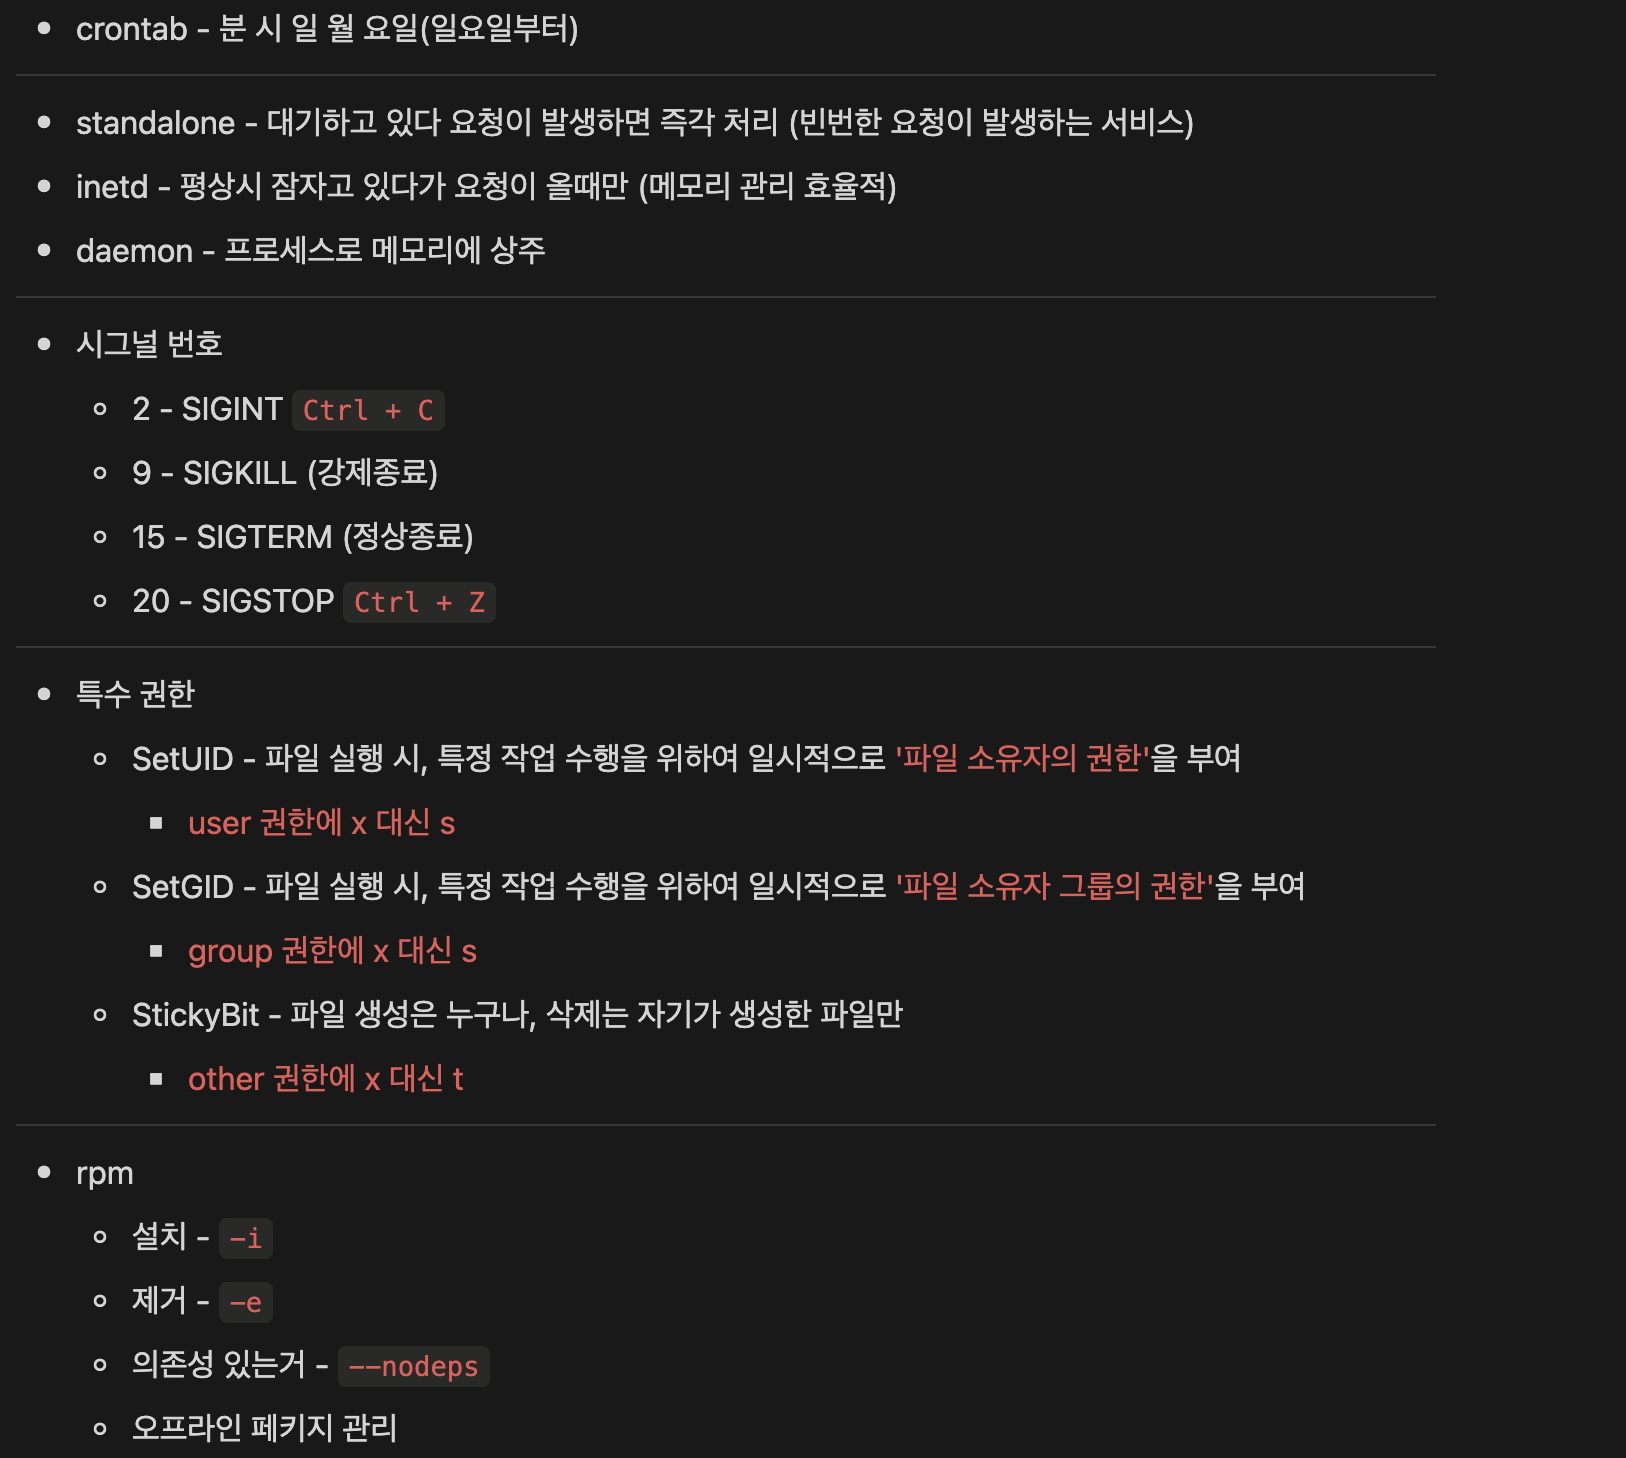 crontab - 분 시 일 월 요일(일요일부터)
standalone - 대기하고 있다 요청이 발생하면 즉각 처리 (빈번한 요청이 발생하는 서비스)
inetd - 평상시 잠자고 있다가 요청이 올때만 (메모리 관리 효율적)
daemon - 프로세스로 메모리에 상주
시그널 번호
2 - SIGINT Ctrl + C
9 - SIGKILL (강제종료)
15 - SIGTERM (정상종료)
20 - SIGSTOP Ctrl + Z
특수 권한
SetUID - 파일 실행 시, 특정 작업 수행을 위하여 일시적으로 '파일 소유자의 권한'을 부여
user 권한에 x 대신 s
SetGID - 파일 실행 시, 특정 작업 수행을 위하여 일시적으로 '파일 소유자 그룹의 권한'을 부여
group 권한에 x 대신 s
StickyBit - 파일 생성은 누구나, 삭제는 자기가 생성한 파일만
other 권한에 x 대신 t
rpm
설치 - -i
제거 - -e
의존성 있는거 - --nodeps
오프라인 페키지 관리